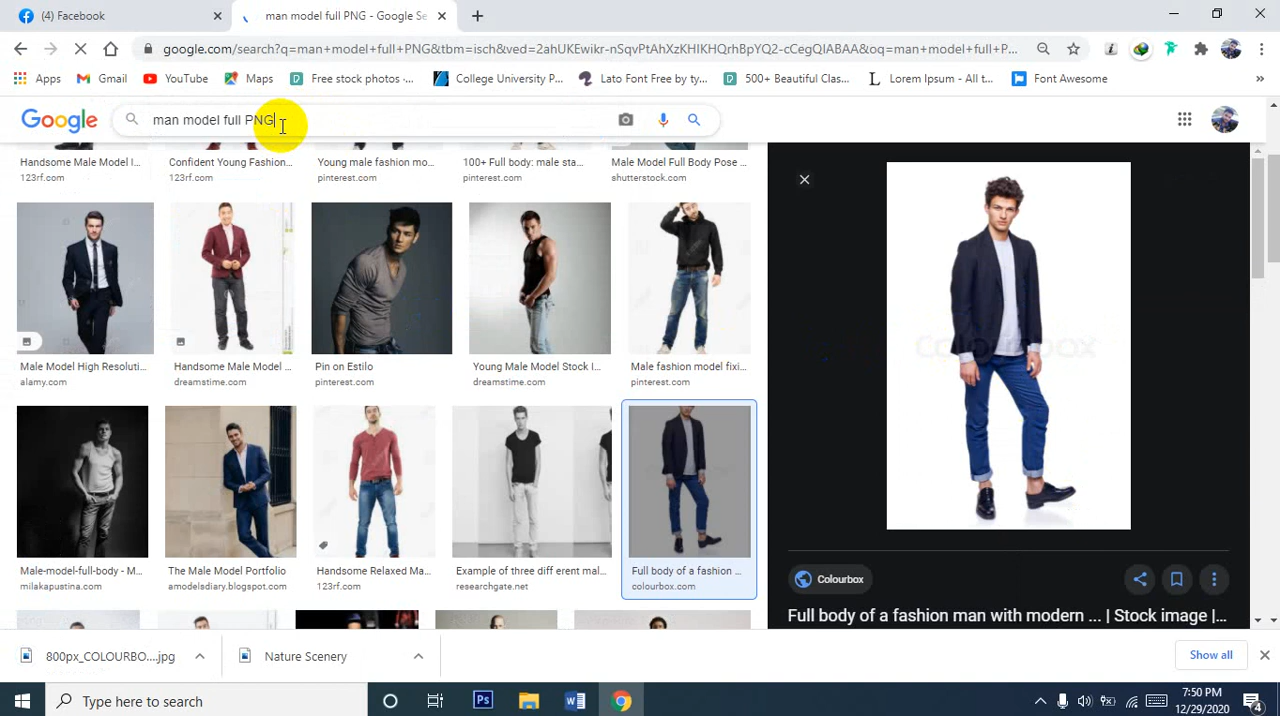 (4) Facebook
man model full PNG - Google Se
google.com/search?q=man+model+full+PNG&tbm=isch&ved=2ahUKEwikr-nSqvPtAhXzKHIKHQrhBpYQ2-cCegQIABAA&oq=man+model+full+P...
Apps Gmail YouTube Maps Free stock photos ·... College University P... Lato Font Free by ty... 500+ Beautiful Clas... Lorem Ipsum - All t... Font Awesome »
Google man model full PNG
Handsome Male Model I... Confident Young Fashion... Young male fashion mo... 100+ Full body: male sta... Male Model Full Body Pose ...
123rf.com 123rf.com pinterest.com pinterest.com shutterstock.com
Male Model High Resoluti... Handsome Male Model ... Pin on Estilo Young Male Model Stock I... Male fashion model fixi...
alamy.com dreamstime.com pinterest.com dreamstime.com pinterest.com
Colourbox
Male-model-full-body - M... The Male Model Portfolio Handsome Relaxed Ma... Example of three diff erent mal... Full body of a fashion ...
milakapustina.com amodelsdiary.blogspot.com 123rf.com researchgate.net colourbox.com
Colourbox
Full body of a fashion man with modern ... | Stock image |...
800px_COLOURBO....jpg Nature Scenery Show all
Type here to search Ps W 7:50 PM
12/29/2020 4